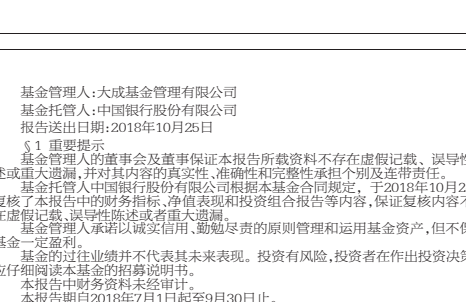 基金管理人:大成基金管理有限公司
基金托管人:中国银行股份有限公司
报告送出日期:2018年10月25日
§1 重要提示
基金管理人的董事会及董事保证本报告所载资料不存在虚假记载、误导性
述或重大遗漏,并对其内容的真实性、准确性和完整性承担个别及连带责任。
基金托管人中国银行股份有限公司根据本基金合同规定，于2018年10月2
复核了本报告中的财务指标、净值表现和投资组合报告等内容,保证复核内容不
在虚假记载、误导性陈述或者重大遗漏。
基金管理人承诺以诚实信用、勤勉尽责的原则管理和运用基金资产,但不保
基金一定盈利。
基金的过往业绩并不代表其未来表现。投资有风险,投资者在作出投资决策
应仔细阅读本基金的招募说明书。
本报告中财务资料未经审计。
本报告期自2018年7月1日起至9月30日止。